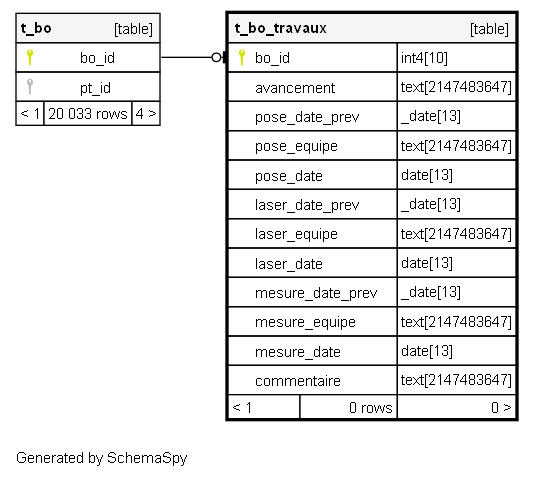 t_bo [table]
bo_id
pt_id
< 1 20 033 rows 4 >
t_bo_travaux [table]
bo_id int4[10]
avancement text[2147483647]
pose_date_prev _date[13]
pose_equipe text[2147483647]
pose_date date[13]
laser_date_prev _date[13]
laser_equipe text[2147483647]
laser_date date[13]
mesure_date_prev _date[13]
mesure_equipe text[2147483647]
mesure_date date[13]
commentaire text[2147483647]
< 1 0 rows 0 >
Generated by SchemaSpy